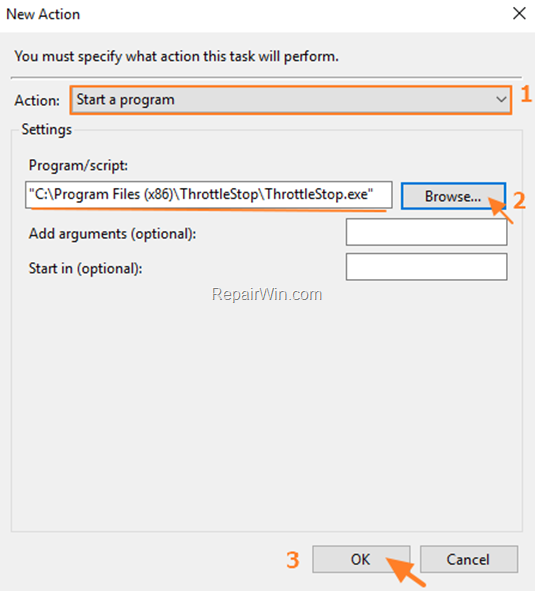 New Action
You must specify what action this task will perform.
Action: Start a program 1
Settings
Program/script:
"C:\Program Files (x86)\ThrottleStop\ThrottleStop.exe" Browse... 2
Add arguments (optional):
Start in (optional):
RepairWin.com
3 OK Cancel